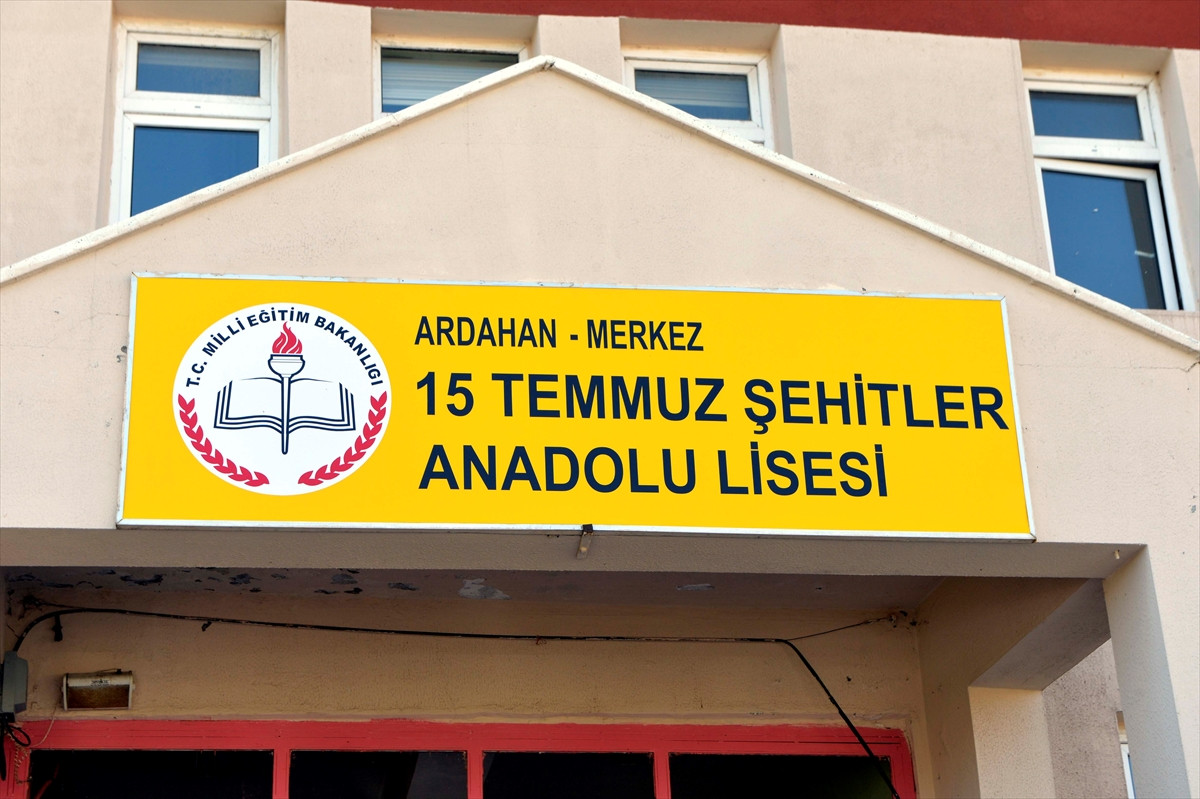 T.C. MİLLİ EĞİTİM BAKANLIĞI
ARDAHAN - MERKEZ
15 TEMMUZ ŞEHİTLER
ANADOLU LİSESİ